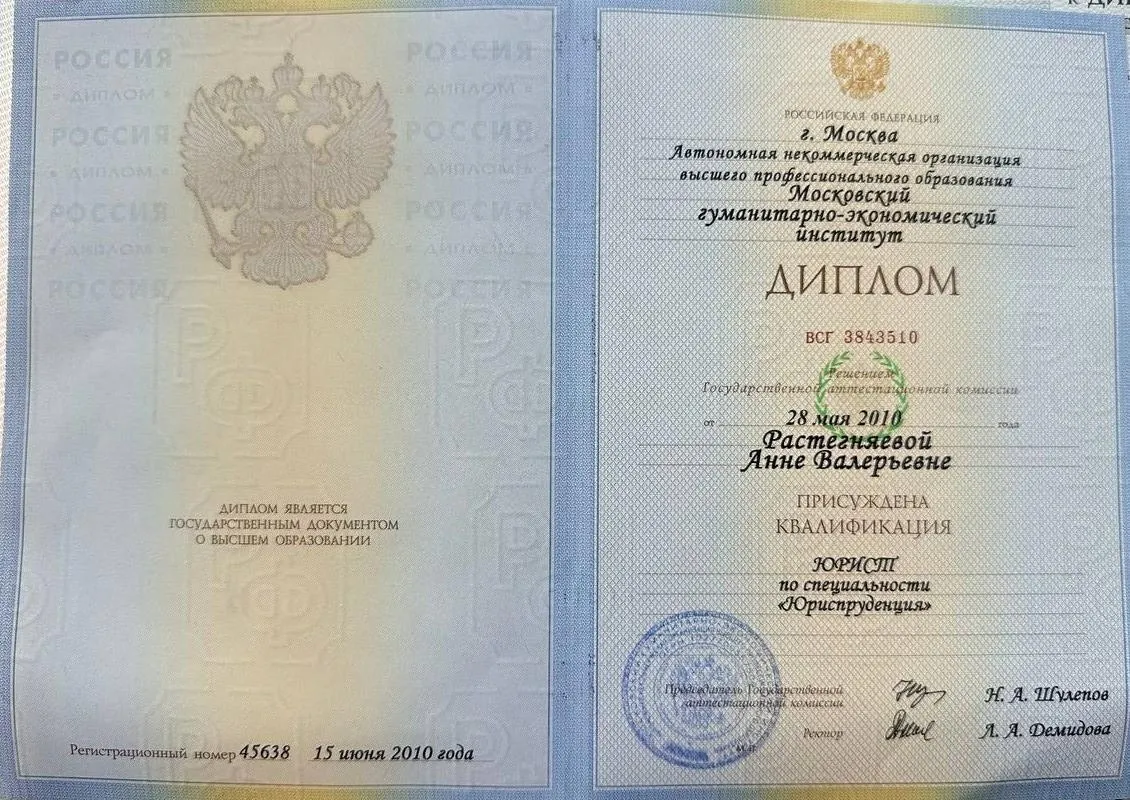 РОССИЯ
« ДИПЛОМ »
РОССИЯ
« ДИПЛОМ »
РОССИЯ
« ДИПЛОМ »
РОССИЯ
РОССИЯ
« ДИПЛОМ »
РОССИЯ
« ДИПЛОМ »
РОССИЯ
« ДИПЛОМ »
РОССИЯ
РФ
РФ
РФ
ДИПЛОМ ЯВЛЯЕТСЯ
ГОСУДАРСТВЕННЫМ ДОКУМЕНТОМ
О ВЫСШЕМ ОБРАЗОВАНИИ
Регистрационный номер 45638 15 июня 2010 года
РОССИЙСКАЯ ФЕДЕРАЦИЯ
г. Москва
Автономная некоммерческая организация
высшего профессионального образования
Московский
гуманитарно-экономический
институт
ДИПЛОМ
ВСГ 3843510
Решением
Государственной аттестационной комиссии
от 28 мая 2010 года
Растегняевой
Анне Валерьевне
ПРИСУЖДЕНА
КВАЛИФИКАЦИЯ
ЮРИСТ
по специальности
«Юриспруденция»
Председатель Государственной
аттестационной комиссии Н. А. Шулепов
Ректор Л. А. Демидова